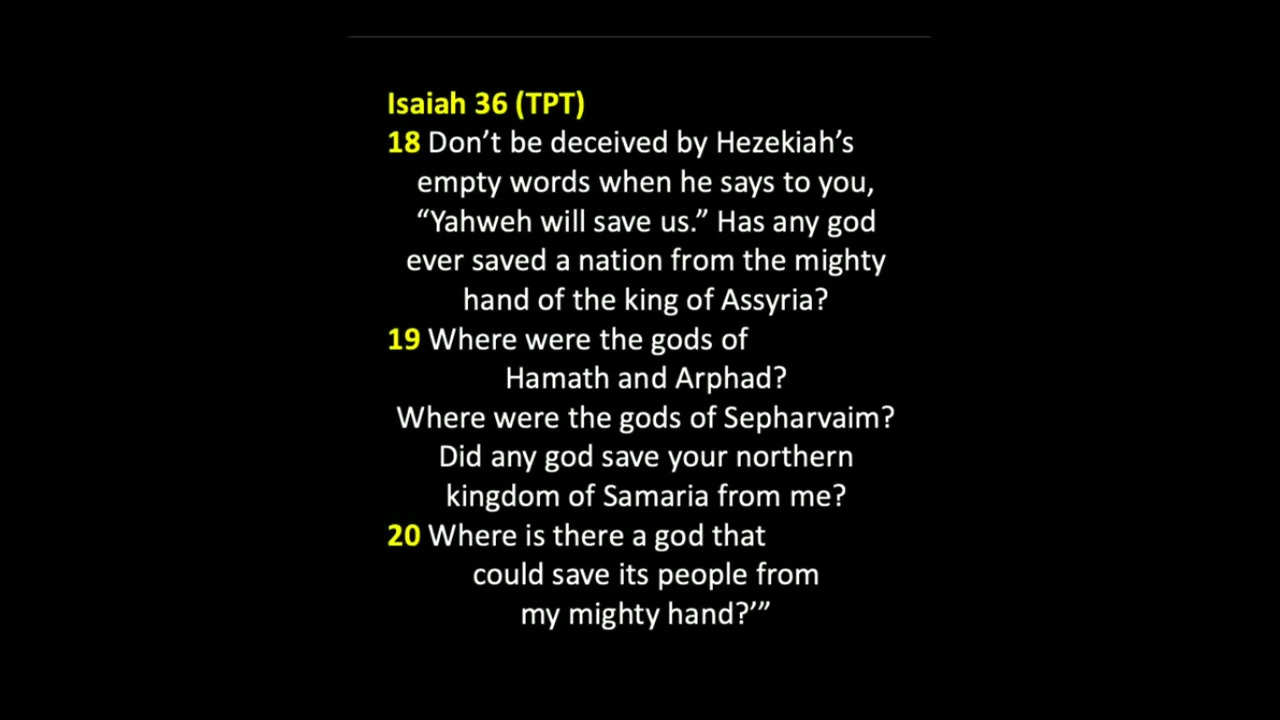 Isaiah 36 (TPT)
18 Don’t be deceived by Hezekiah’s
empty words when he says to you,
“Yahweh will save us.” Has any god
ever saved a nation from the mighty
hand of the king of Assyria?
19 Where were the gods of
Hamath and Arphad?
Where were the gods of Sepharvaim?
Did any god save your northern
kingdom of Samaria from me?
20 Where is there a god that
could save its people from
my mighty hand?’”